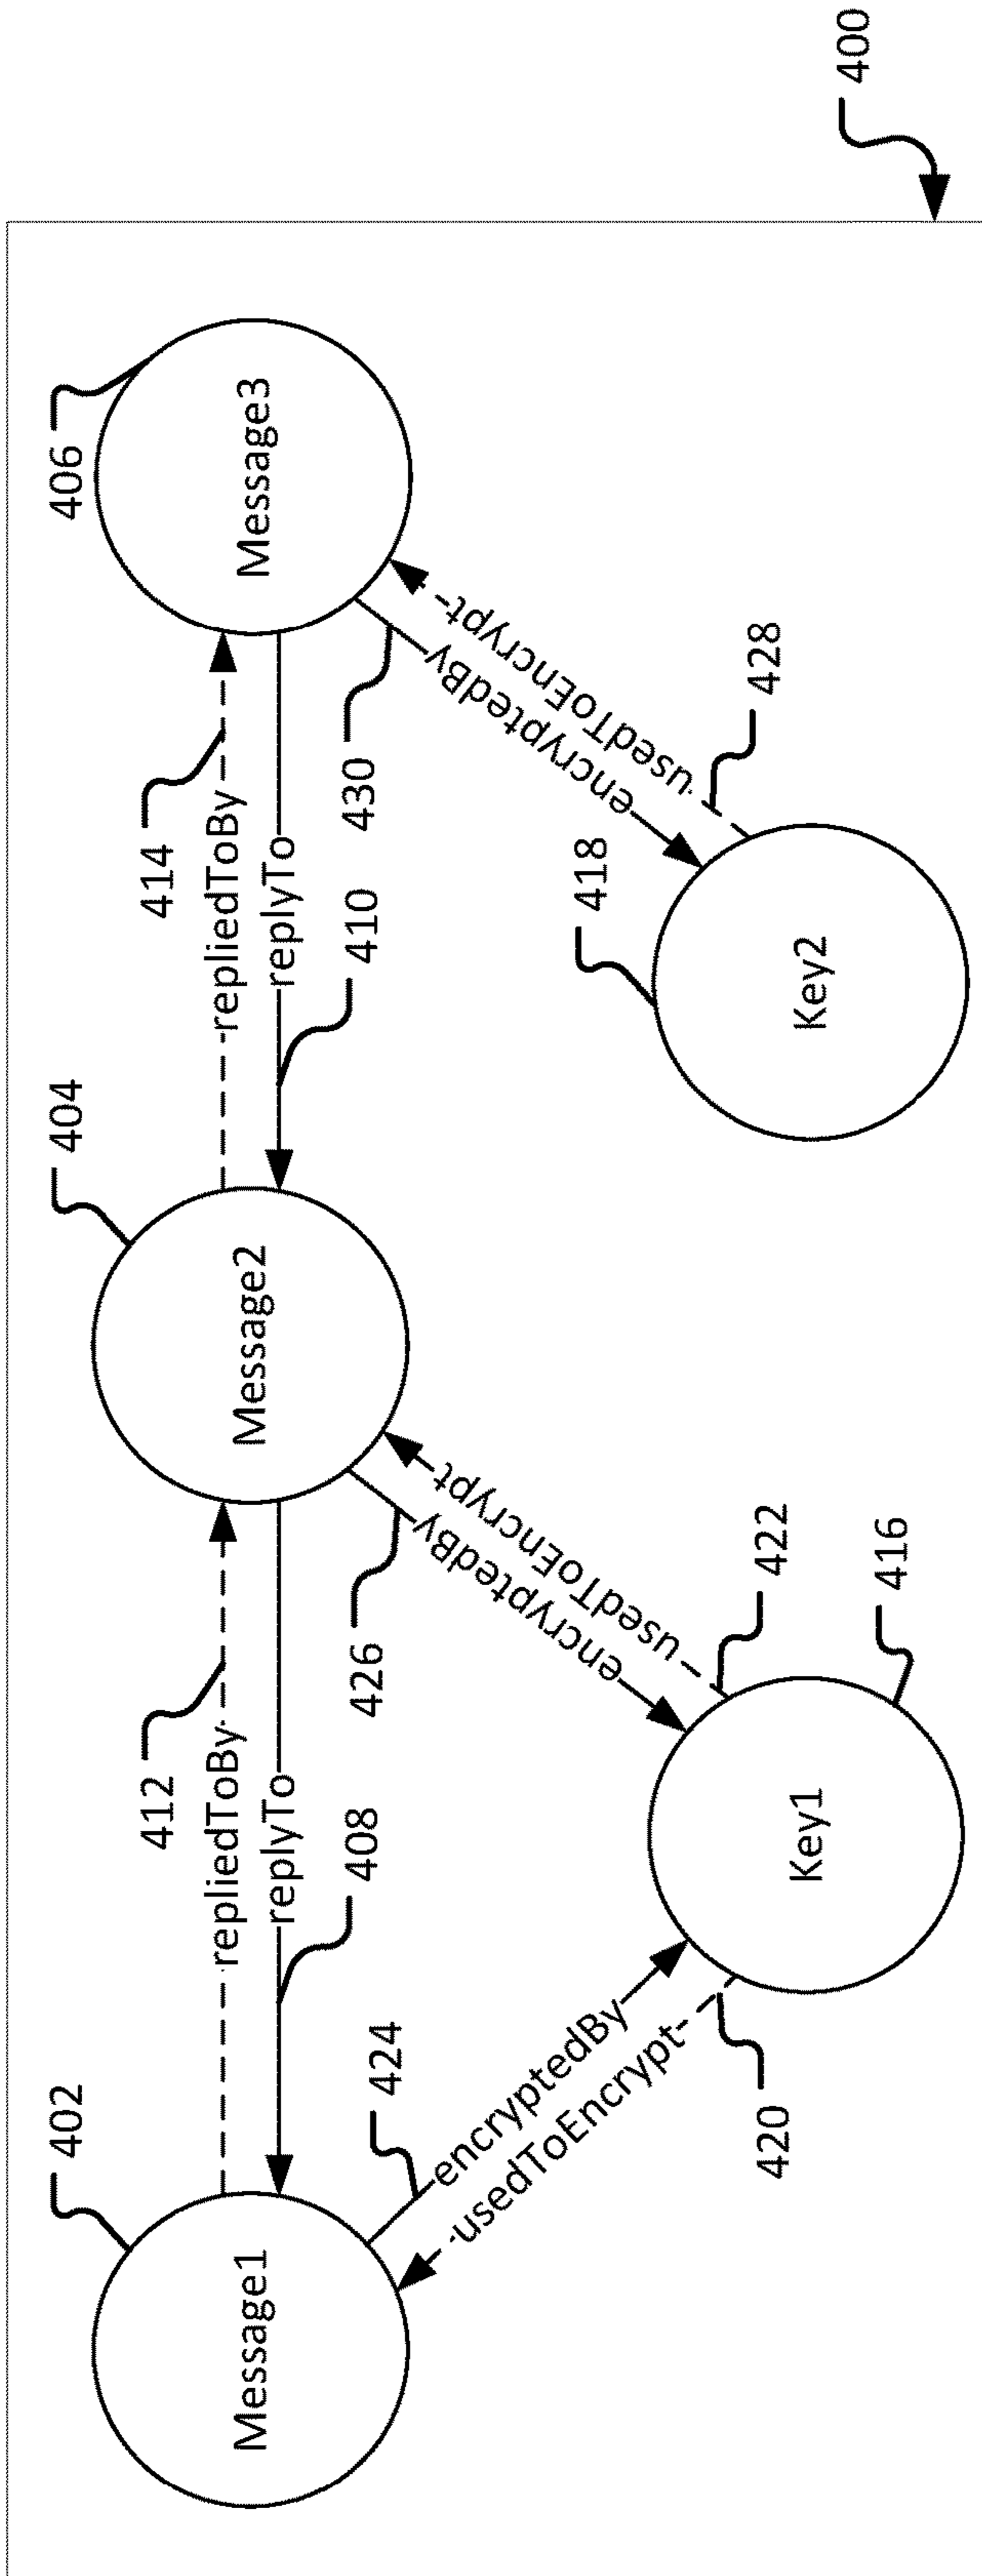 400
402
412
404
414
406
Message1
repliedToBy
replyTo
Message2
repliedToBy
replyTo
Message3
424
408
426
410
430
encryptedBy
usedToEncrypt
encryptedBy
usedToEncrypt
encryptedBy
usedToEncrypt
420
422
418
428
Key1
416
Key2